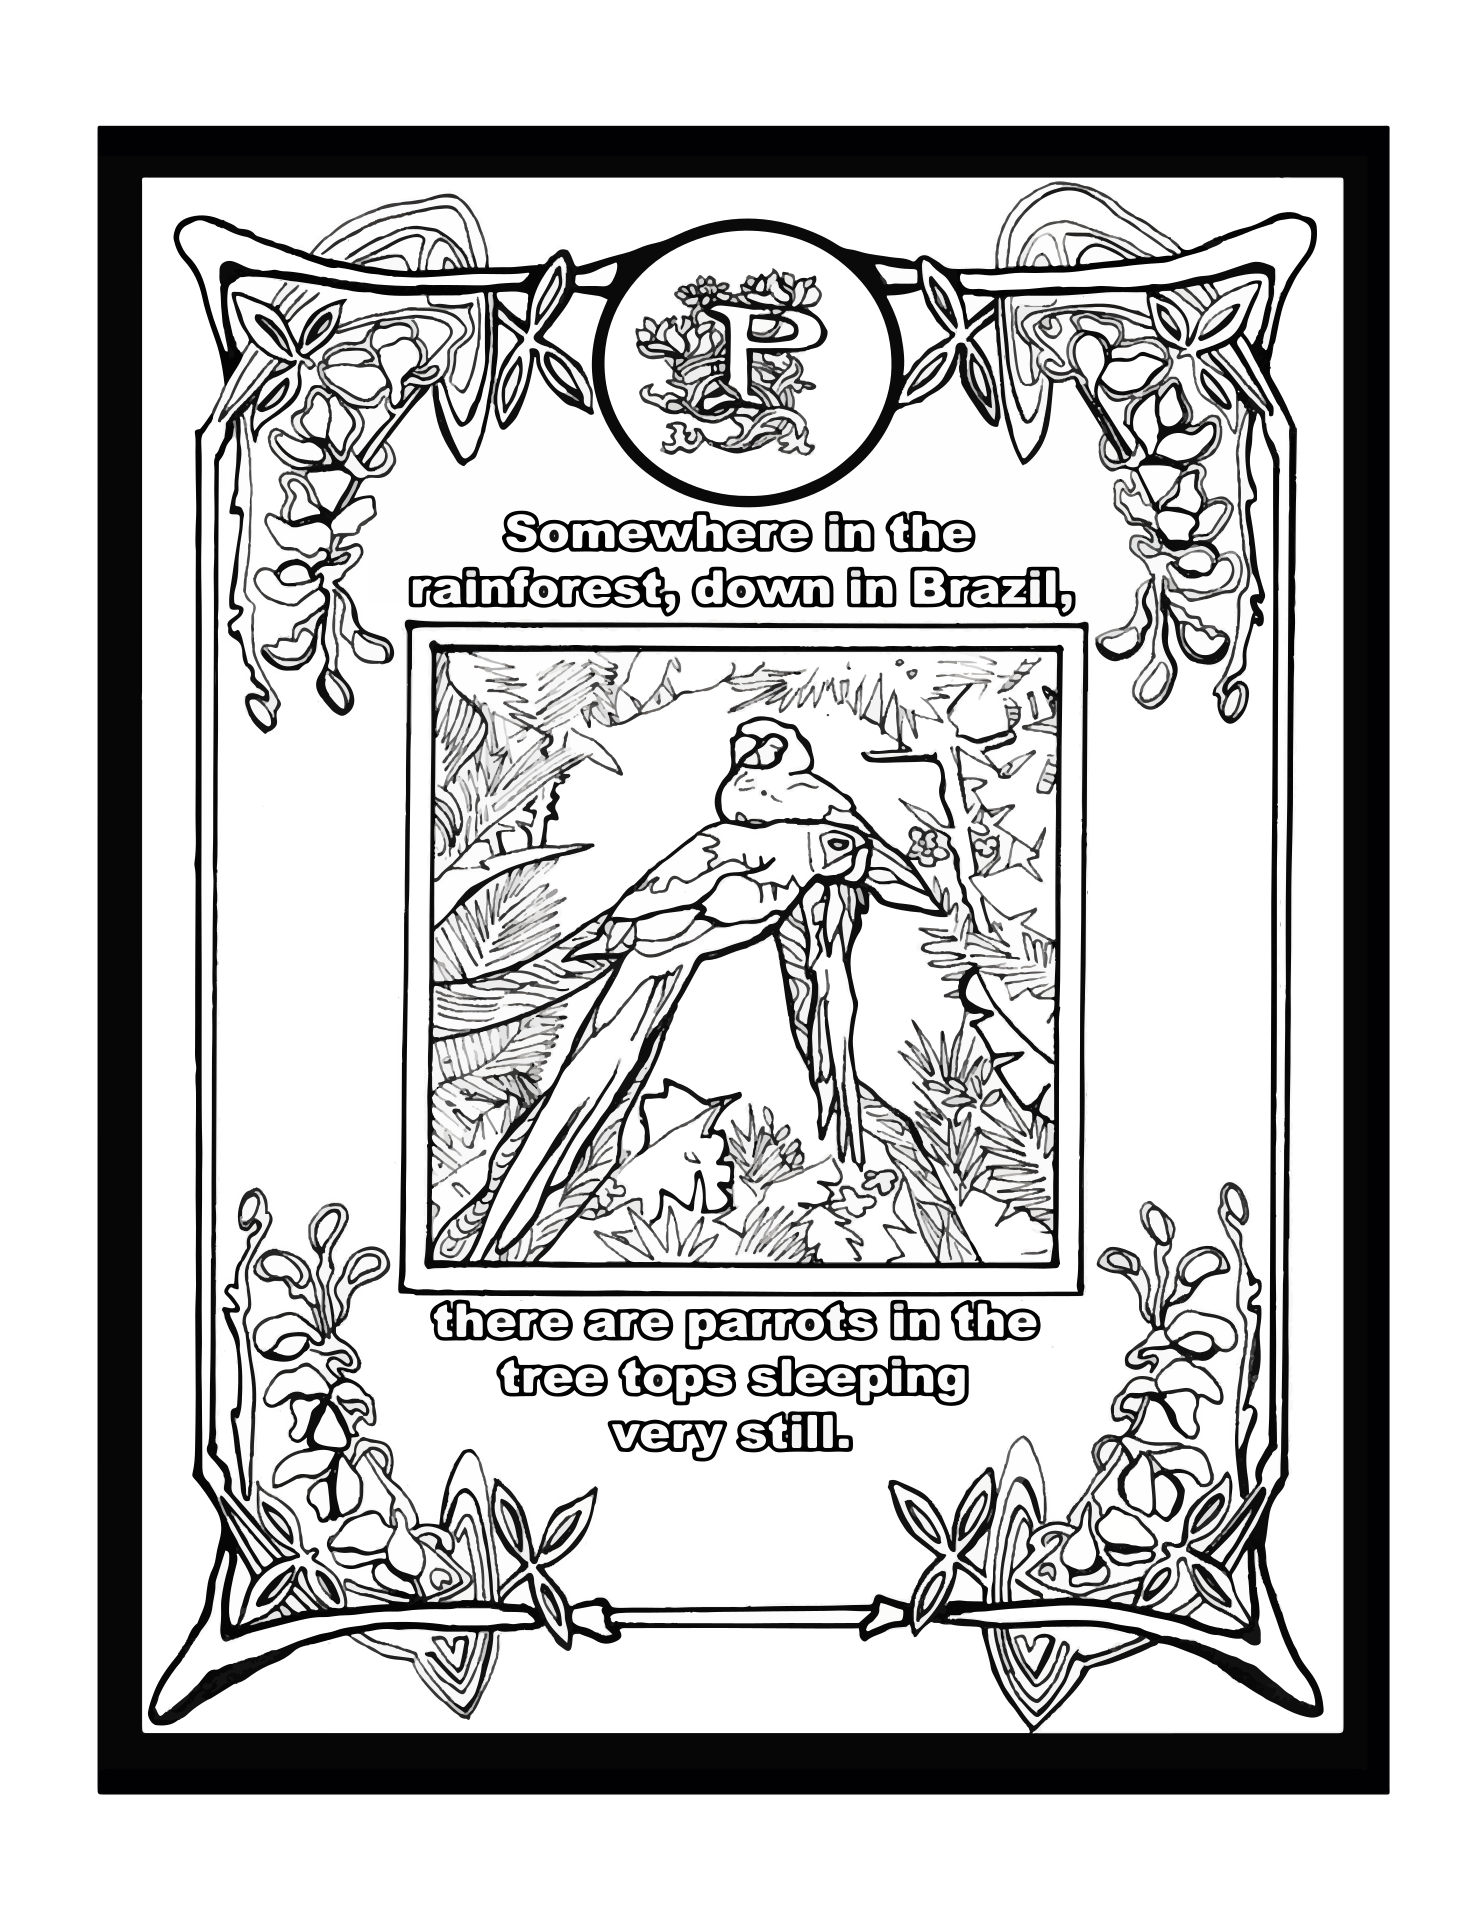 P
Somewhere in the
rainforest, down in Brazil,
there are parrots in the
tree tops sleeping
very still.